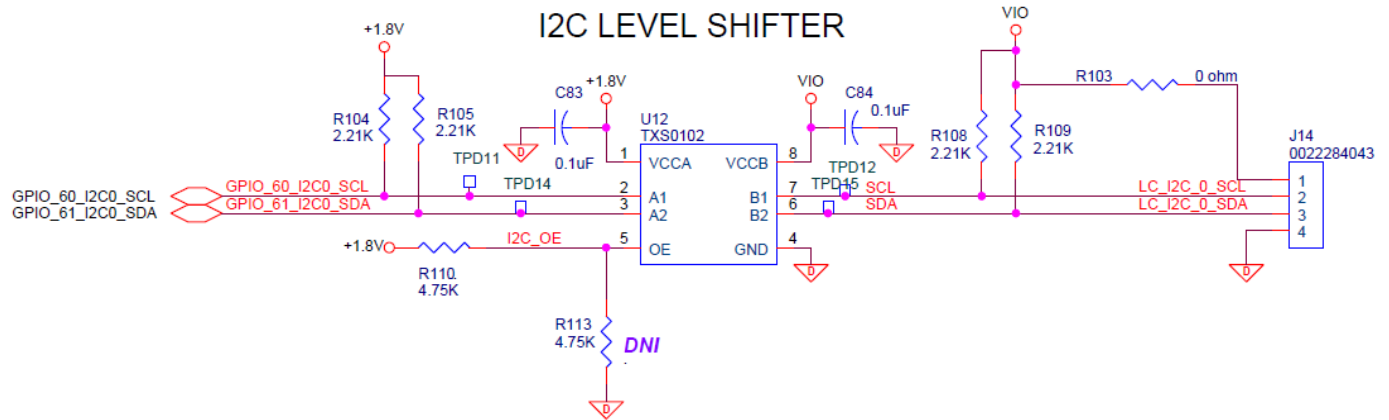 I2C LEVEL SHIFTER
+1.8V
VIO
R103
0 ohm
C83
+1.8V
VIO
C84
0.1uF
R104
2.21K
R105
2.21K
U12
TXS0102
R108
2.21K
R109
2.21K
J14
0022284043
D
0.1uF
D
TPD11
1
VCCA
VCCB
8
TPD12
TPD14
TPD15
1
GPIO_60_I2C0_SCL
GPIO_60_I2C0_SCL
2
A1
B1
7
SCL
LC_I2C_0_SCL
2
GPIO_61_I2C0_SDA
GPIO_61_I2C0_SDA
3
A2
B2
6
SDA
LC_I2C_0_SDA
3
4
+1.8V
I2C_OE
5
OE
GND
4
R110
4.75K
D
D
R113
4.75K
DNI
D